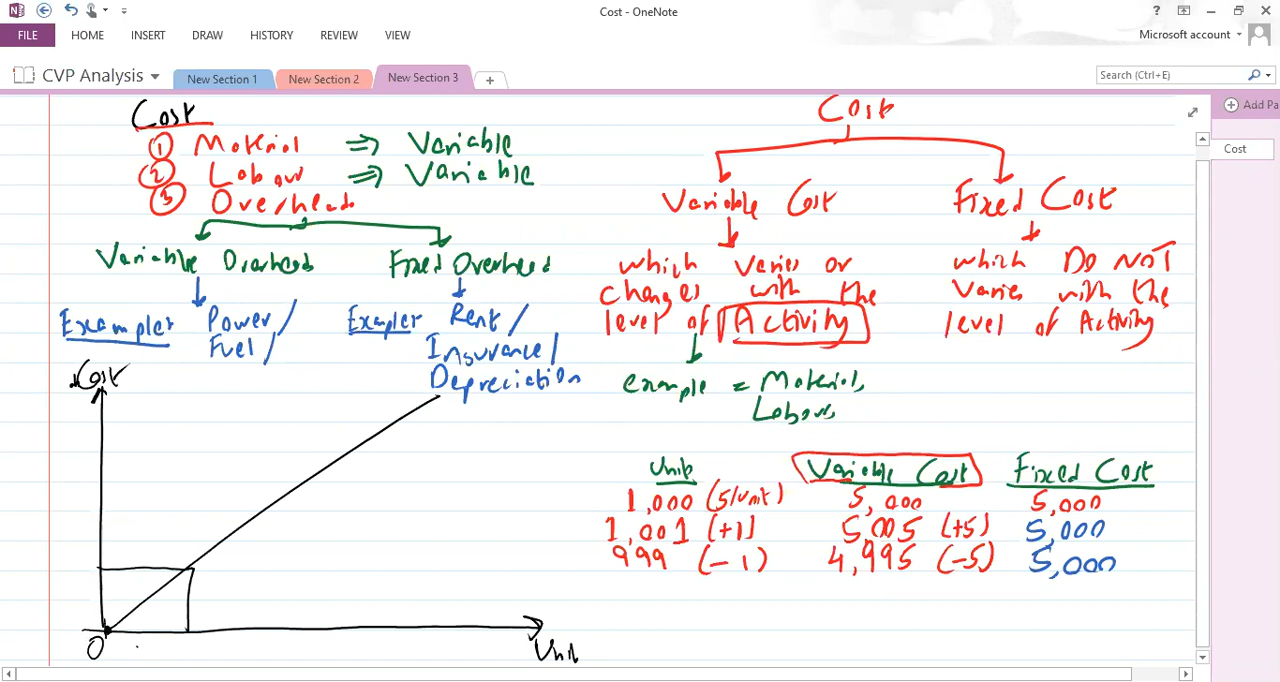 Cost - OneNote
FILE HOME INSERT DRAW HISTORY REVIEW VIEW
Microsoft account
CVP Analysis New Section 1 New Section 2 New Section 3
Search (Ctrl+E)
Add Pa
Cost
Cost
1 Material ⇒ Variable
2 Labour ⇒ Variable
3 Overheads
Variable Overheads Fixed Overheads
Examples Power/
Fuel/
Examples Rent/
Insurance/
Depreciation
Cost
O
Units
Cost
Variable Cost Fixed Cost
which varies or
changes with the
level of Activity
which DO NOT
varies with the
level of Activity
example = Material,
Labour,
Units Variable Cost Fixed Cost
1,000 (5/unit) 5,000 5,000
1,001 (+1) 5,005 (+5) 5,000
999 (-1) 4,995 (-5) 5,000